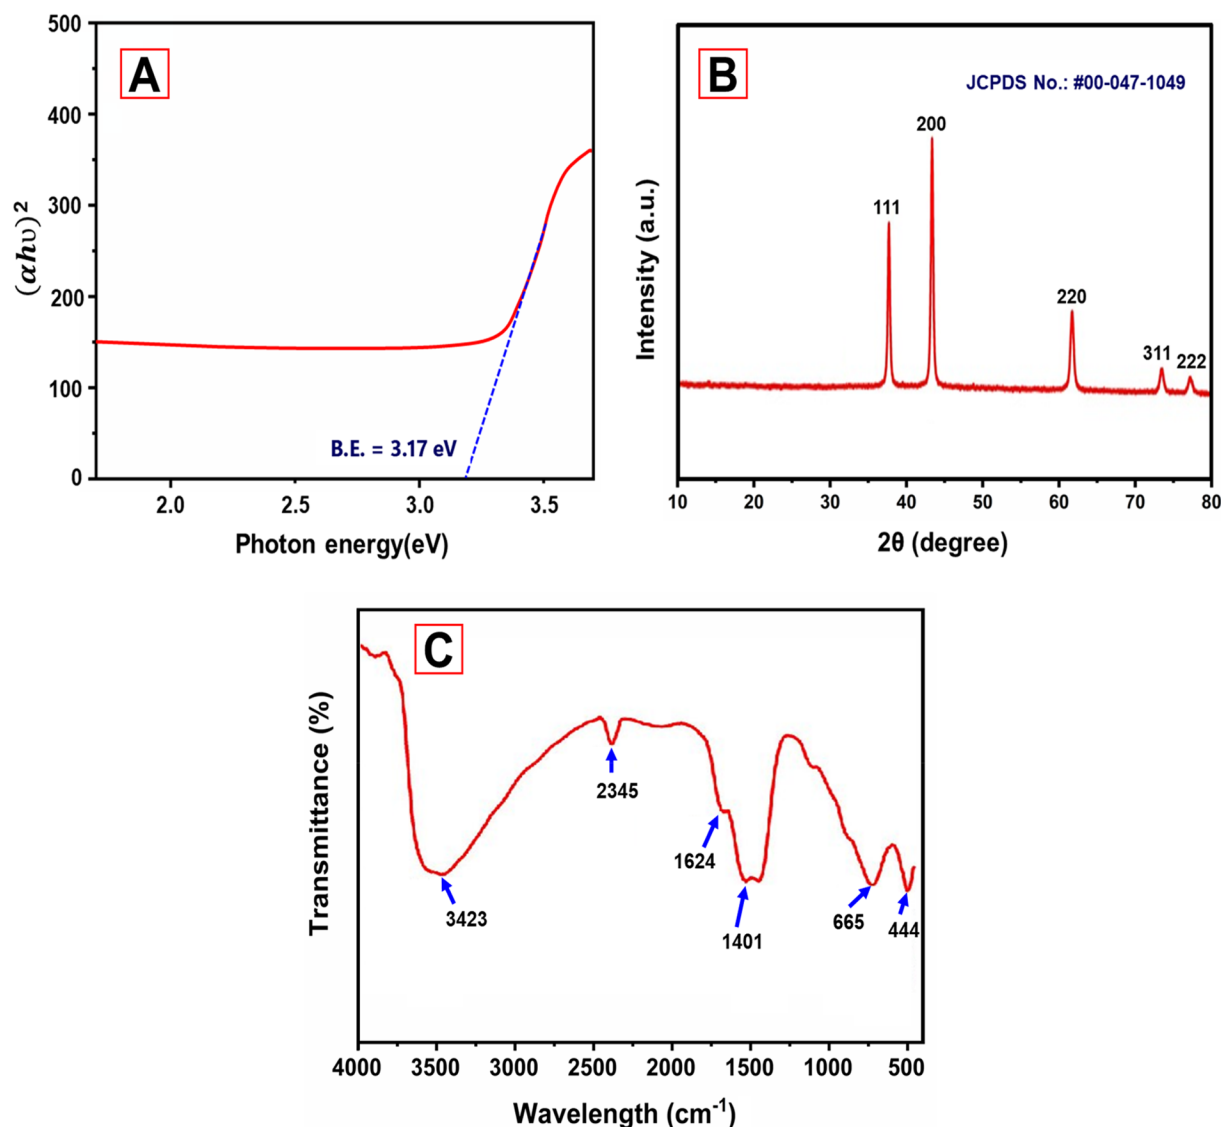 A
500
400
300
200
100
0
(αhυ)²
B.E. = 3.17 eV
2.0 2.5 3.0 3.5
Photon energy(eV)
B
JCPDS No.: #00-047-1049
200
111
220
311
222
Intensity (a.u.)
10 20 30 40 50 60 70 80
2θ (degree)
C
Transmittance (%)
2345
1624
3423
1401
665
444
4000 3500 3000 2500 2000 1500 1000 500
Wavelength (cm⁻¹)